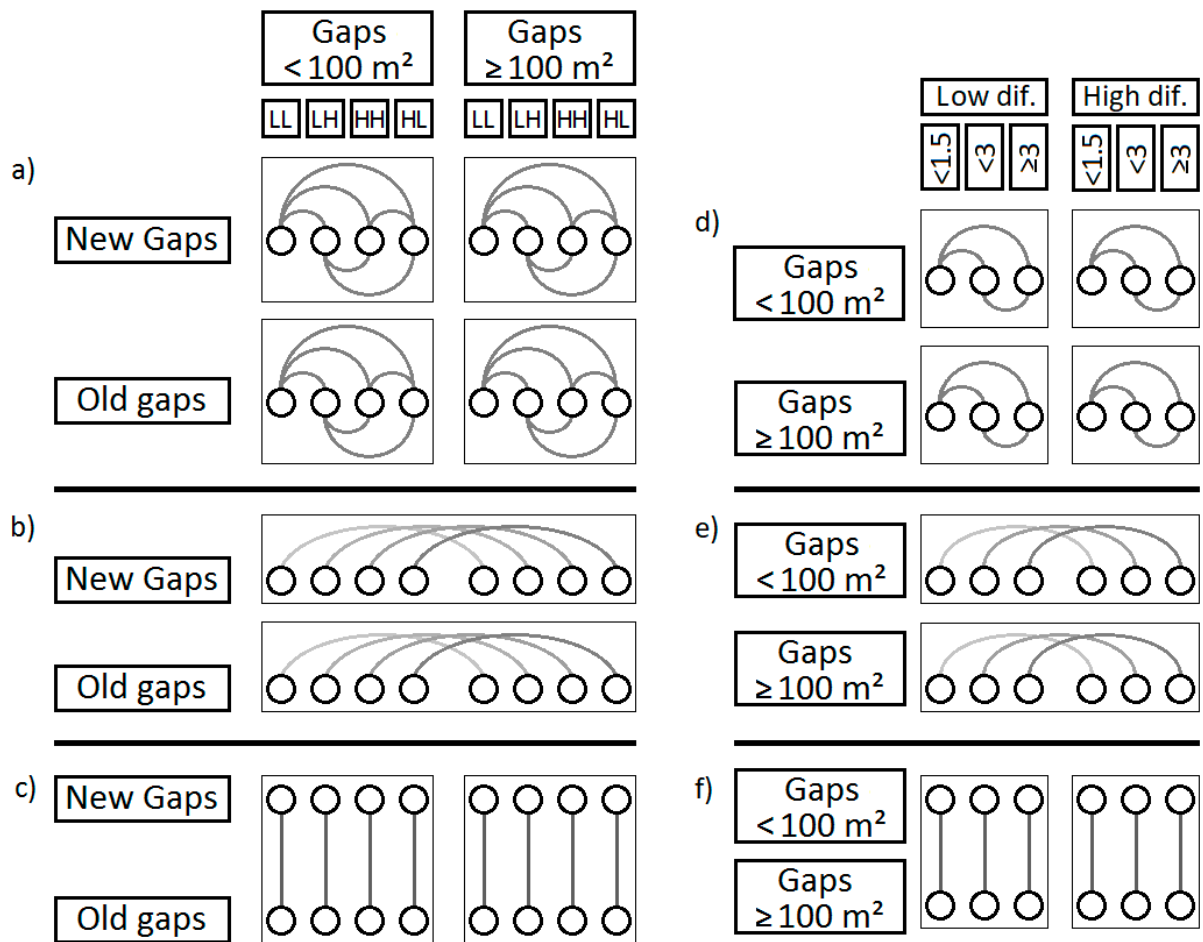 Gaps
< 100 m²
Gaps
≥ 100 m²
LL LH HH HL LL LH HH HL
a)
New Gaps
Old gaps
b)
New Gaps
Old gaps
c)
New Gaps
Old gaps
Low dif. High dif.
<1.5 <3 ≥3 <1.5 <3 ≥3
d)
Gaps
< 100 m²
Gaps
≥ 100 m²
e)
Gaps
< 100 m²
Gaps
≥ 100 m²
f)
Gaps
< 100 m²
Gaps
≥ 100 m²